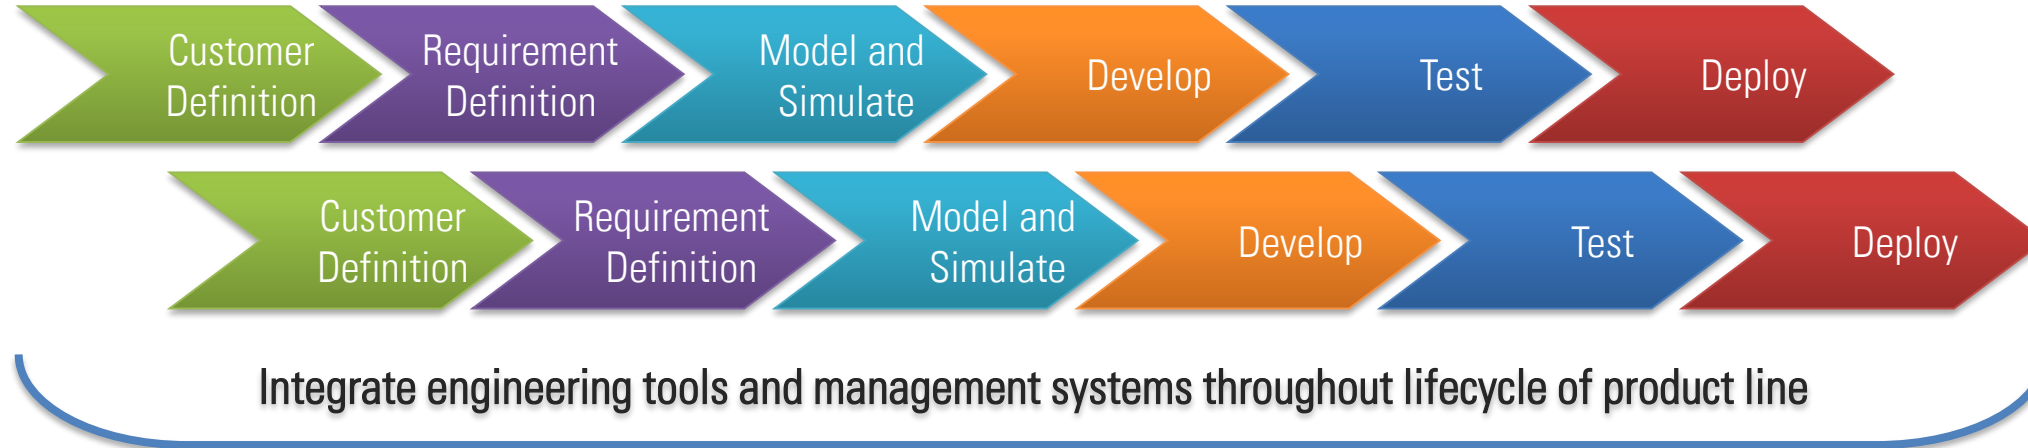 Customer
Definition
Requirement
Definition
Model and
Simulate
Develop
Test
Deploy
Customer
Definition
Requirement
Definition
Model and
Simulate
Develop
Test
Deploy
Integrate engineering tools and management systems throughout lifecycle of product line